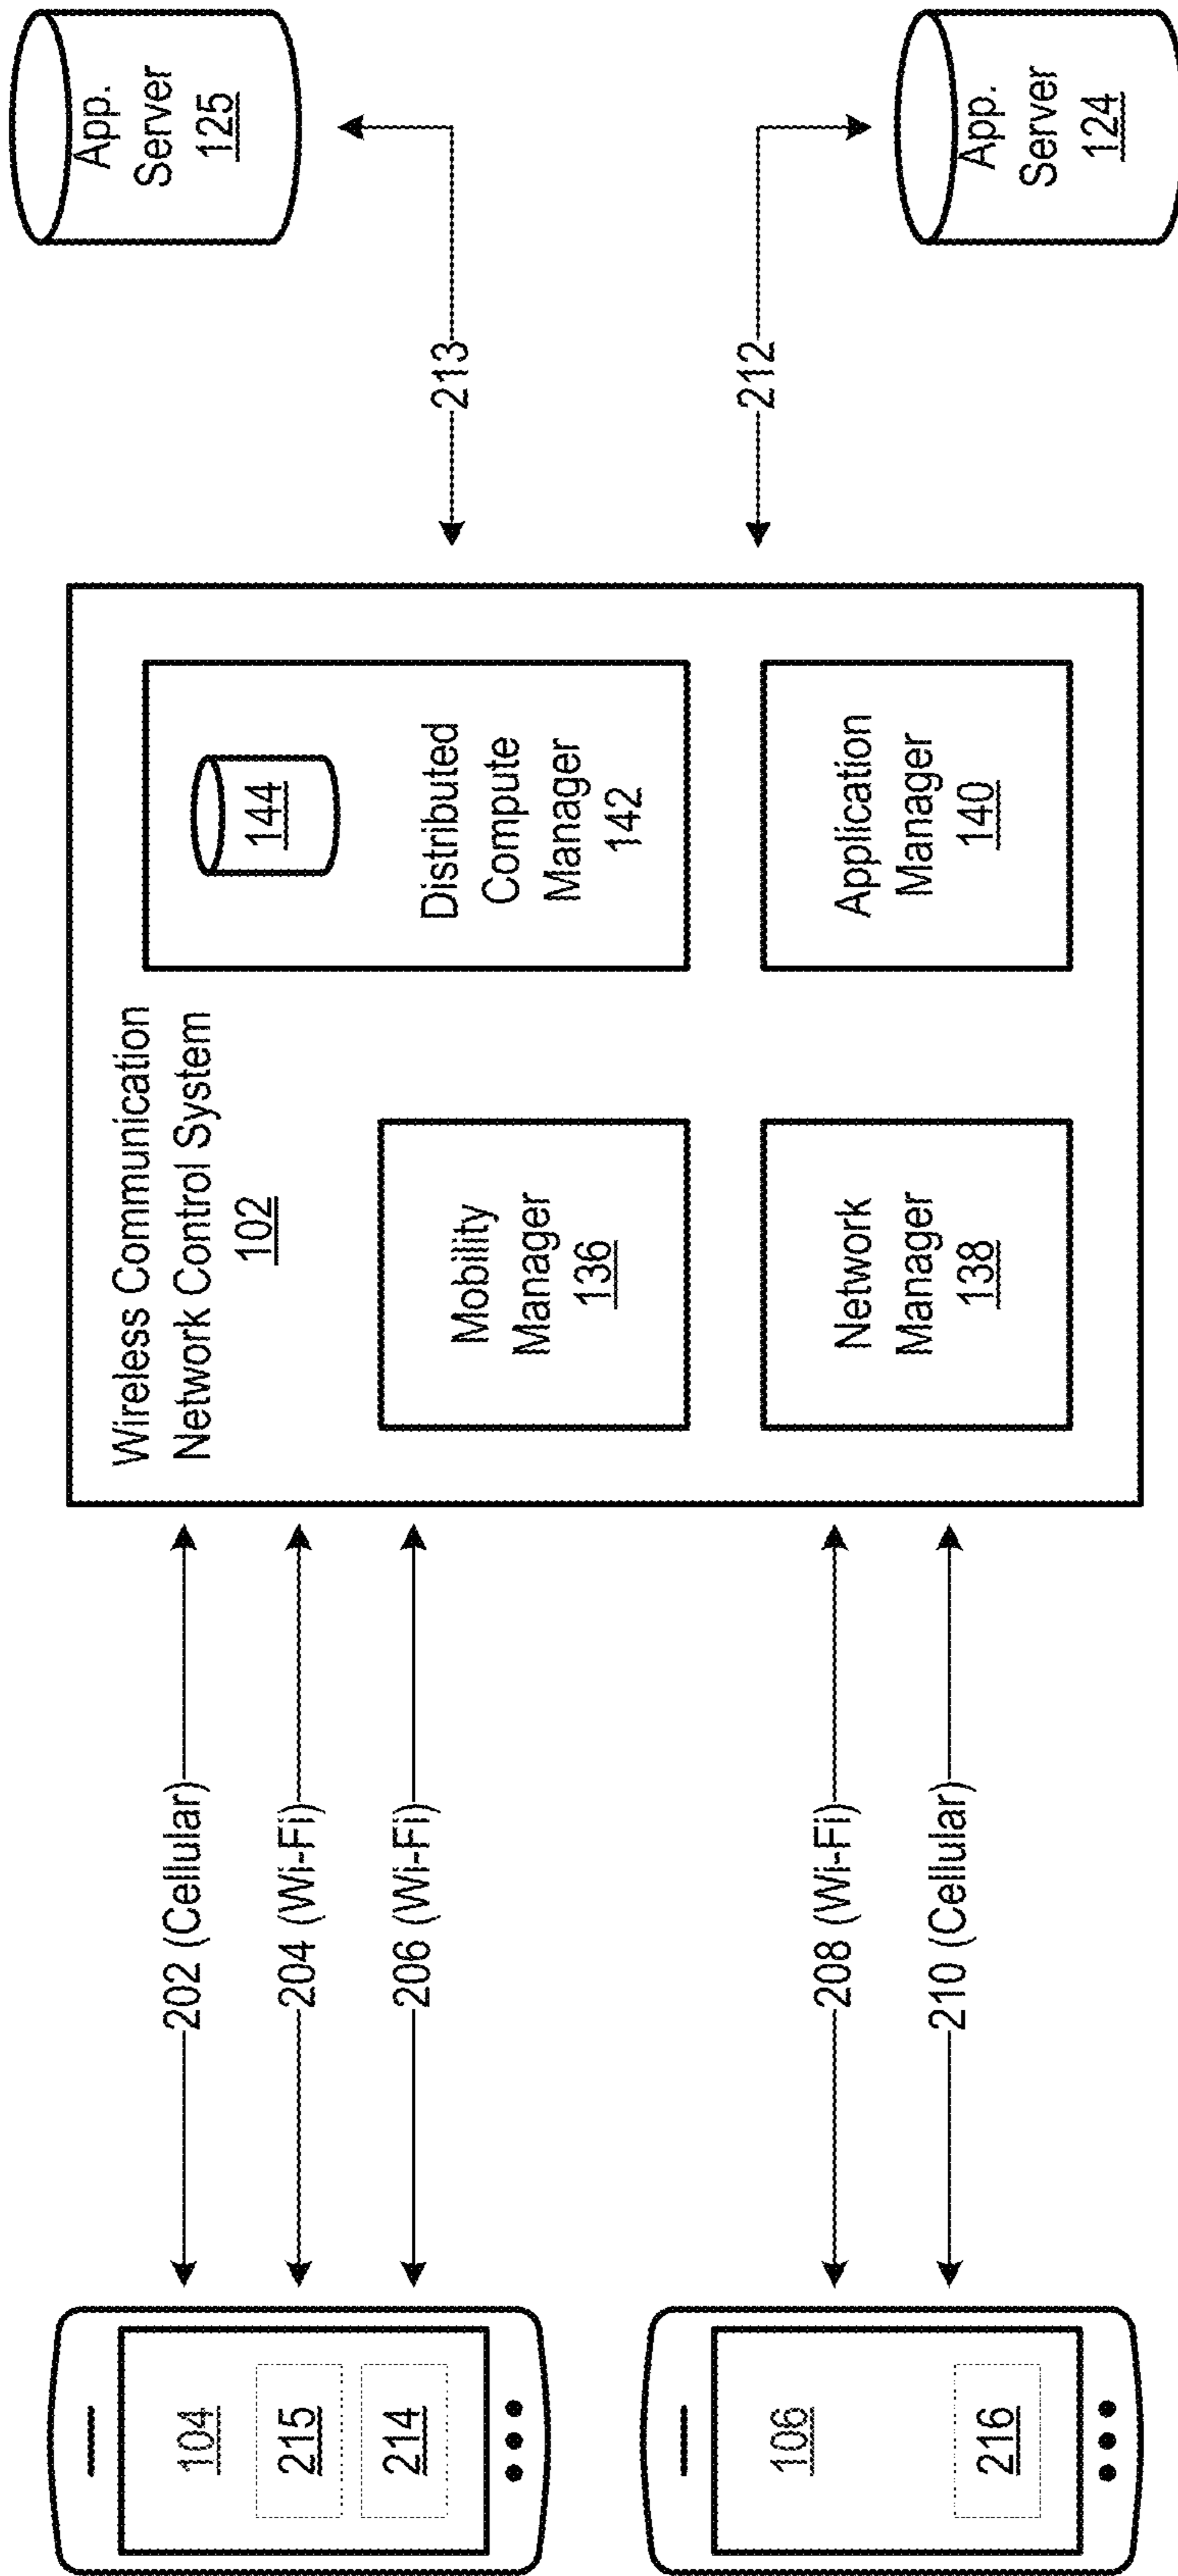 104
215
214
106
216
202 (Cellular)
204 (Wi-Fi)
206 (Wi-Fi)
208 (Wi-Fi)
210 (Cellular)
Wireless Communication
Network Control System
102
Mobility
Manager
136
Network
Manager
138
144
Distributed
Compute
Manager
142
Application
Manager
140
213
212
App.
Server
125
App.
Server
124